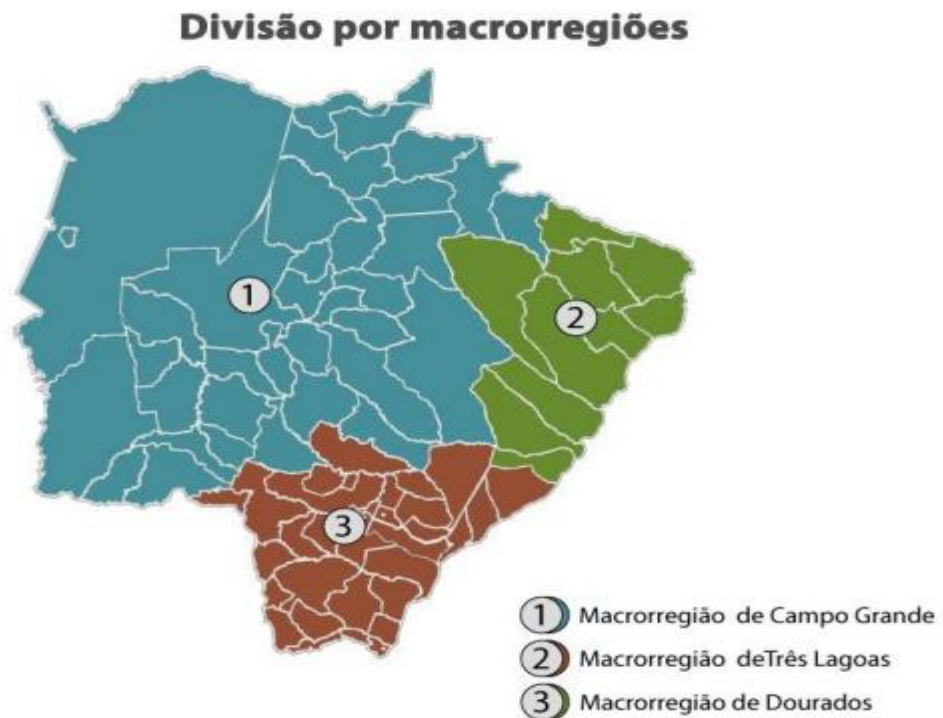 Divisão por macrorregiões
1
2
3
1 Macrorregião de Campo Grande
2 Macrorregião deTrês Lagoas
3 Macrorregião de Dourados